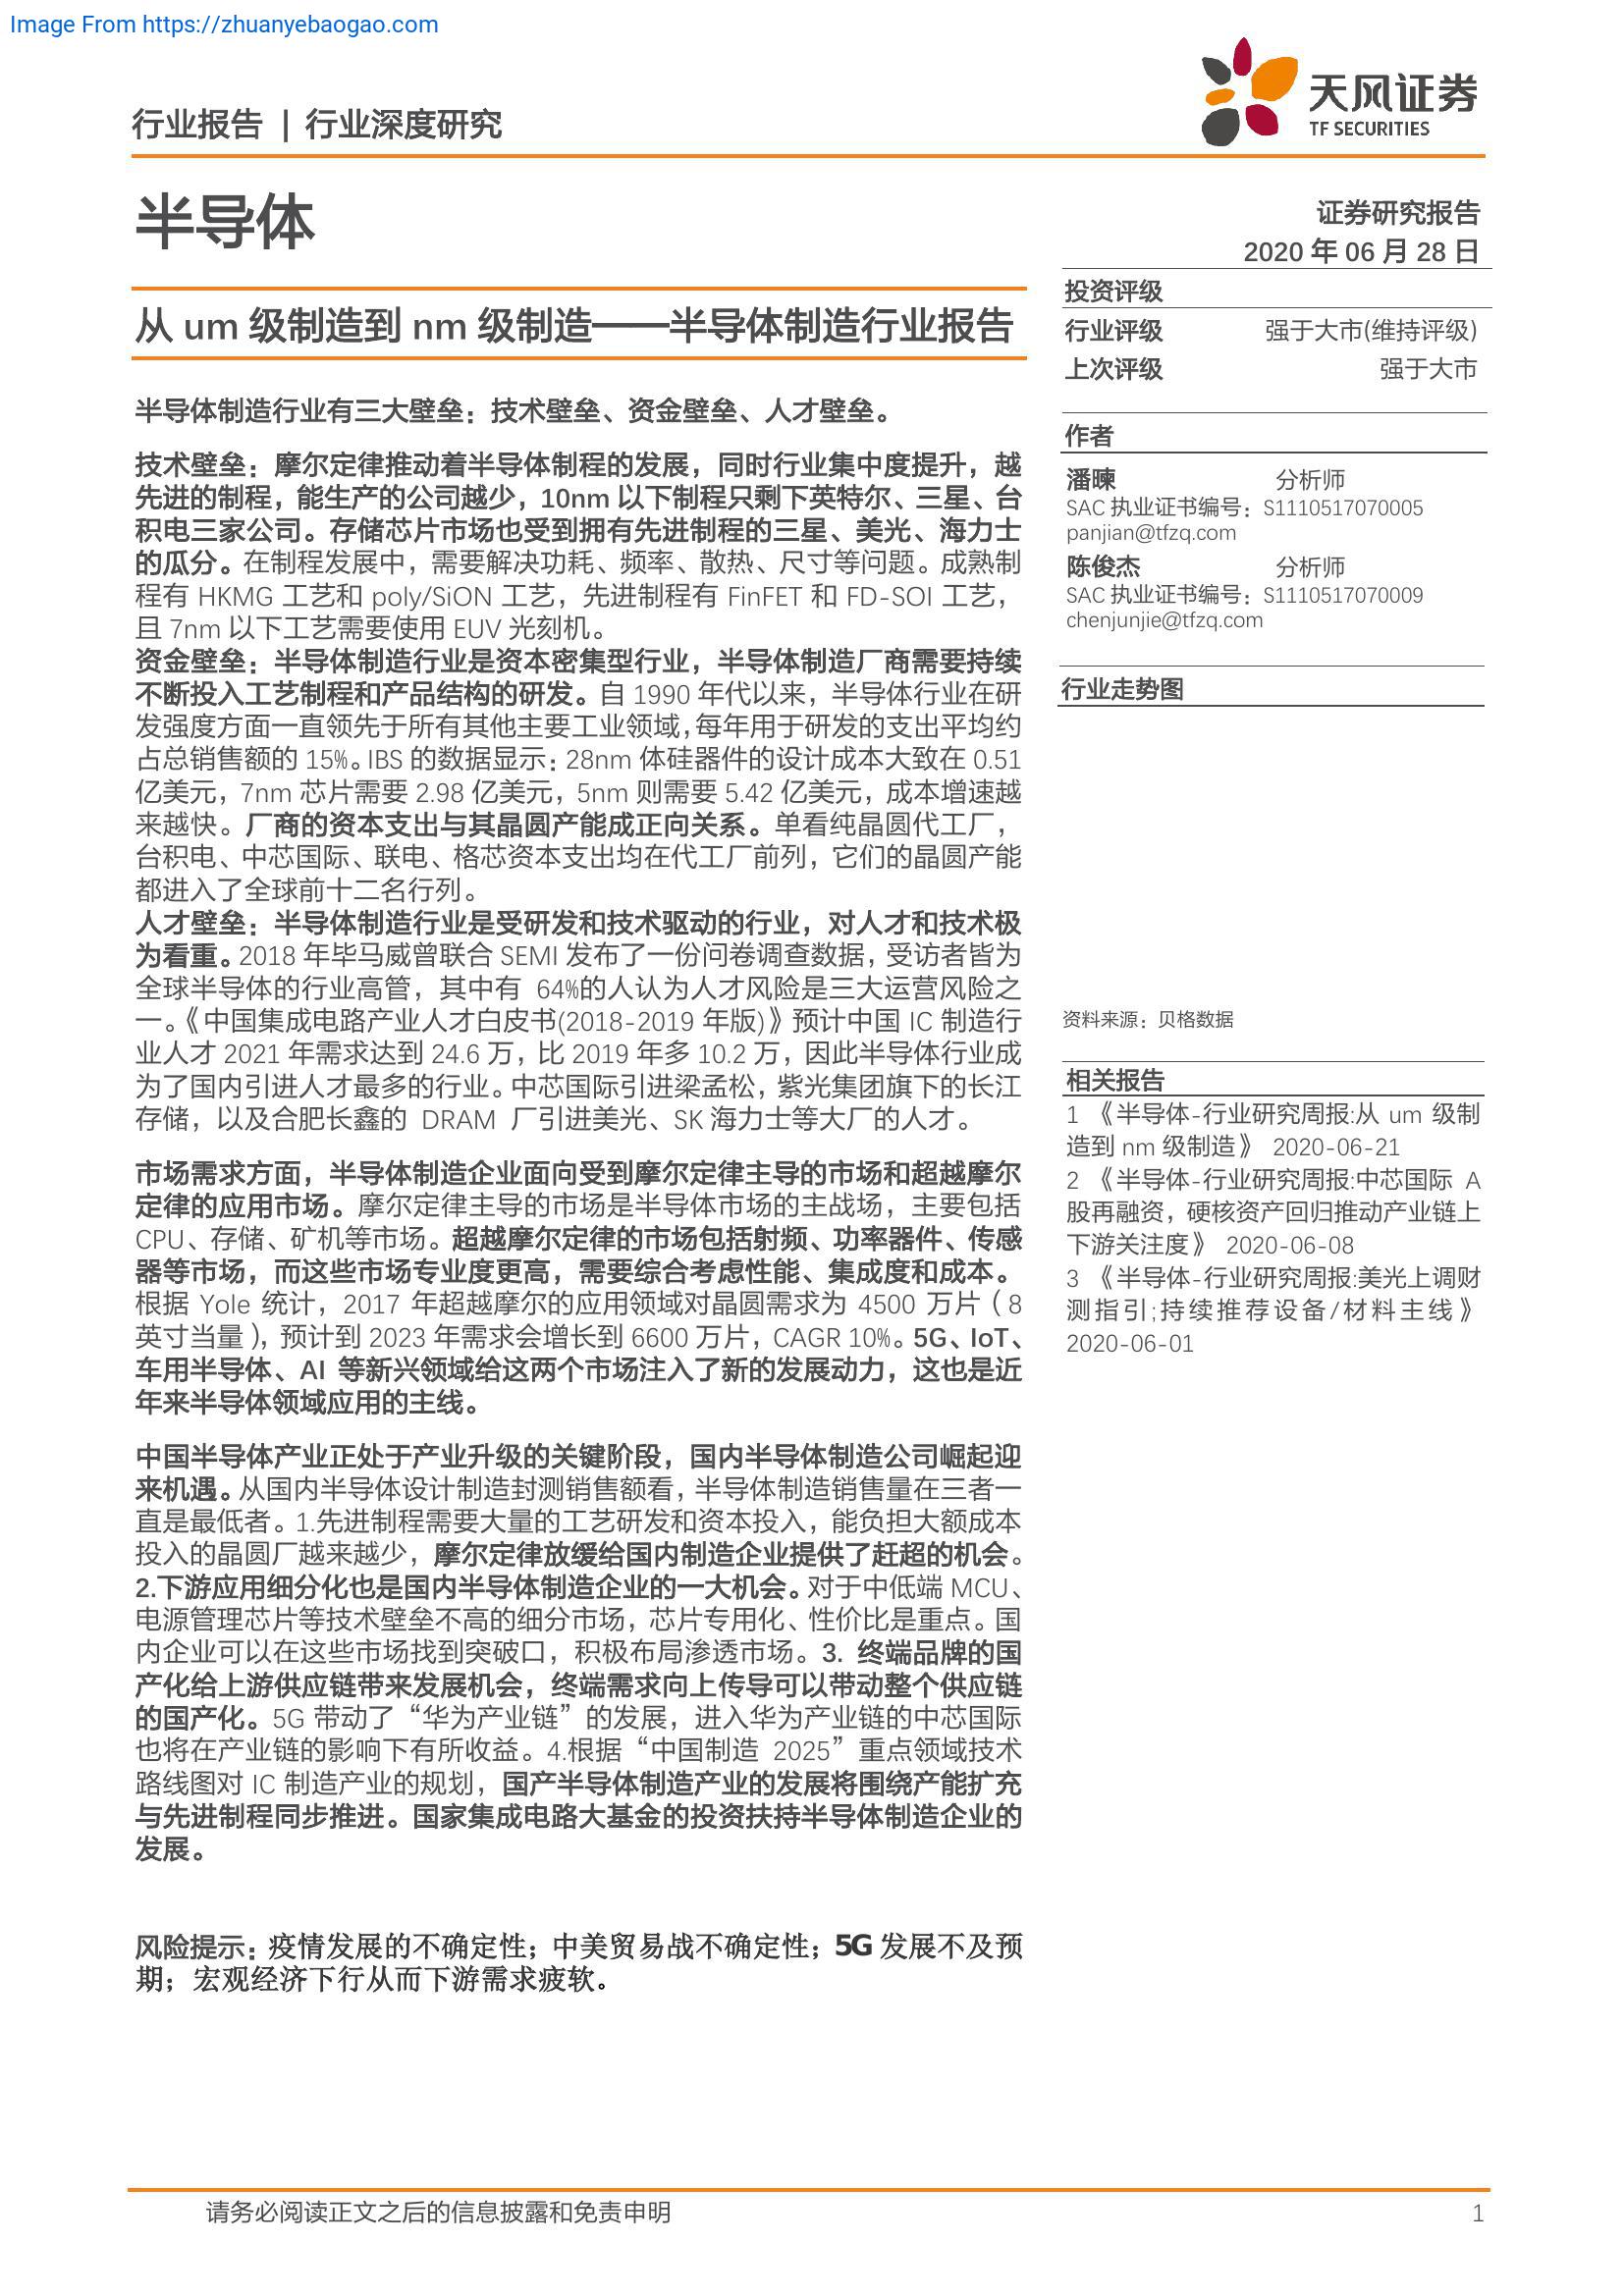 Image From https://zhuanyebaogao.com
行业报告 | 行业深度研究
天风证券
TF SECURITIES
半导体
证券研究报告
2020 年 06 月 28 日
从 um 级制造到 nm 级制造——半导体制造行业报告
半导体制造行业有三大壁垒：技术壁垒、资金壁垒、人才壁垒。
技术壁垒：摩尔定律推动着半导体制程的发展，同时行业集中度提升，越
先进的制程，能生产的公司越少，10nm 以下制程只剩下英特尔、三星、台
积电三家公司。存储芯片市场也受到拥有先进制程的三星、美光、海力士
的瓜分。在制程发展中，需要解决功耗、频率、散热、尺寸等问题。成熟制
程有 HKMG 工艺和 poly/SiON 工艺，先进制程有 FinFET 和 FD-SOI 工艺，
且 7nm 以下工艺需要使用 EUV 光刻机。
资金壁垒：半导体制造行业是资本密集型行业，半导体制造厂商需要持续
不断投入工艺制程和产品结构的研发。自 1990 年代以来，半导体行业在研
发强度方面一直领先于所有其他主要工业领域，每年用于研发的支出平均约
占总销售额的 15%。IBS 的数据显示：28nm 体硅器件的设计成本大致在 0.51
亿美元，7nm 芯片需要 2.98 亿美元，5nm 则需要 5.42 亿美元，成本增速越
来越快。厂商的资本支出与其晶圆产能成正向关系。单看纯晶圆代工厂，
台积电、中芯国际、联电、格芯资本支出均在代工厂前列，它们的晶圆产能
都进入了全球前十二名行列。
人才壁垒：半导体制造行业是受研发和技术驱动的行业，对人才和技术极
为看重。2018 年毕马威曾联合 SEMI 发布了一份问卷调查数据，受访者皆为
全球半导体的行业高管，其中有 64%的人认为人才风险是三大运营风险之
一。《中国集成电路产业人才白皮书(2018-2019 年版)》预计中国 IC 制造行
业人才 2021 年需求达到 24.6 万，比 2019 年多 10.2 万，因此半导体行业成
为了国内引进人才最多的行业。中芯国际引进梁孟松，紫光集团旗下的长江
存储，以及合肥长鑫的 DRAM 厂引进美光、SK 海力士等大厂的人才。
市场需求方面，半导体制造企业面向受到摩尔定律主导的市场和超越摩尔
定律的应用市场。摩尔定律主导的市场是半导体市场的主战场，主要包括
CPU、存储、矿机等市场。超越摩尔定律的市场包括射频、功率器件、传感
器等市场，而这些市场专业度更高，需要综合考虑性能、集成度和成本。
根据 Yole 统计，2017 年超越摩尔的应用领域对晶圆需求为 4500 万片（8
英寸当量），预计到 2023 年需求会增长到 6600 万片，CAGR 10%。5G、IoT、
车用半导体、AI 等新兴领域给这两个市场注入了新的发展动力，这也是近
年来半导体领域应用的主线。
中国半导体产业正处于产业升级的关键阶段，国内半导体制造公司崛起迎
来机遇。从国内半导体设计制造封测销售额看，半导体制造销售量在三者一
直是最低者。1.先进制程需要大量的工艺研发和资本投入，能负担大额成本
投入的晶圆厂越来越少，摩尔定律放缓给国内制造企业提供了赶超的机会。
2.下游应用细分化也是国内半导体制造企业的一大机会。对于中低端 MCU、
电源管理芯片等技术壁垒不高的细分市场，芯片专用化、性价比是重点。国
内企业可以在这些市场找到突破口，积极布局渗透市场。3. 终端品牌的国
产化给上游供应链带来发展机会，终端需求向上传导可以带动整个供应链
的国产化。5G 带动了“华为产业链”的发展，进入华为产业链的中芯国际
也将在产业链的影响下有所收益。4.根据“中国制造 2025”重点领域技术
路线图对 IC 制造产业的规划，国产半导体制造产业的发展将围绕产能扩充
与先进制程同步推进。国家集成电路大基金的投资扶持半导体制造企业的
发展。
风险提示：疫情发展的不确定性；中美贸易战不确定性；5G 发展不及预
期；宏观经济下行从而下游需求疲软。
投资评级
行业评级 强于大市(维持评级)
上次评级 强于大市
作者
潘暕 分析师
SAC 执业证书编号：S1110517070005
panjian@tfzq.com
陈俊杰 分析师
SAC 执业证书编号：S1110517070009
chenjunjie@tfzq.com
行业走势图
资料来源：贝格数据
相关报告
1 《半导体-行业研究周报:从 um 级制
造到 nm 级制造》 2020-06-21
2 《半导体-行业研究周报:中芯国际 A
股再融资，硬核资产回归推动产业链上
下游关注度》 2020-06-08
3 《半导体-行业研究周报:美光上调财
测指引;持续推荐设备/材料主线》
2020-06-01
请务必阅读正文之后的信息披露和免责申明 1